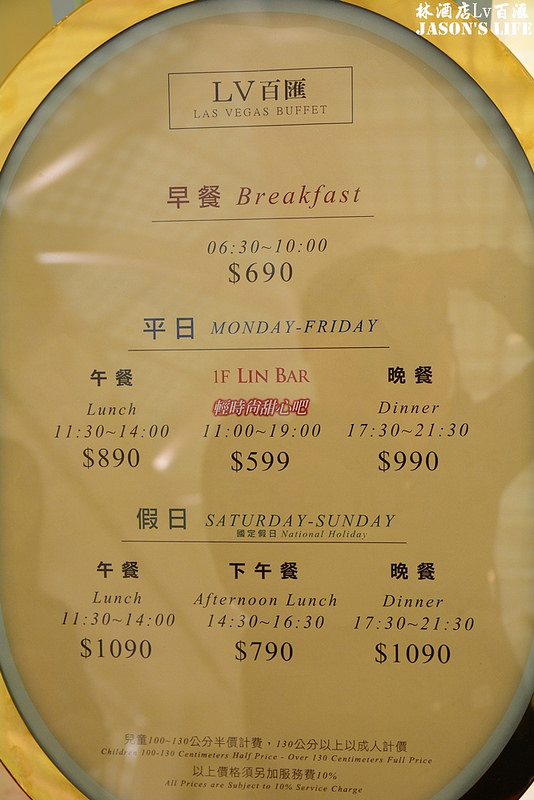 林酒店Lv百匯
JASON'S LIFE
LV百匯
LAS VEGAS BUFFET
早餐 Breakfast
06:30~10:00
$690
平日 MONDAY-FRIDAY
午餐
Lunch
11:30~14:00
$890
1F LIN BAR
輕時尚甜心吧
11:00~19:00
$599
晚餐
Dinner
17:30~21:30
$990
假日 SATURDAY-SUNDAY
國定假日 National Holiday
午餐
Lunch
11:30~14:00
$1090
下午餐
Afternoon Lunch
14:30~16:30
$790
晚餐
Dinner
17:30~21:30
$1090
兒童100~130公分半價計費，130公分以上以成人計價
Children 100-130 Centimeters Half Price - Over 130 Centimeters Full Price
以上價格須另加服務費10%
All Prices are Subject to 10% Service Charge